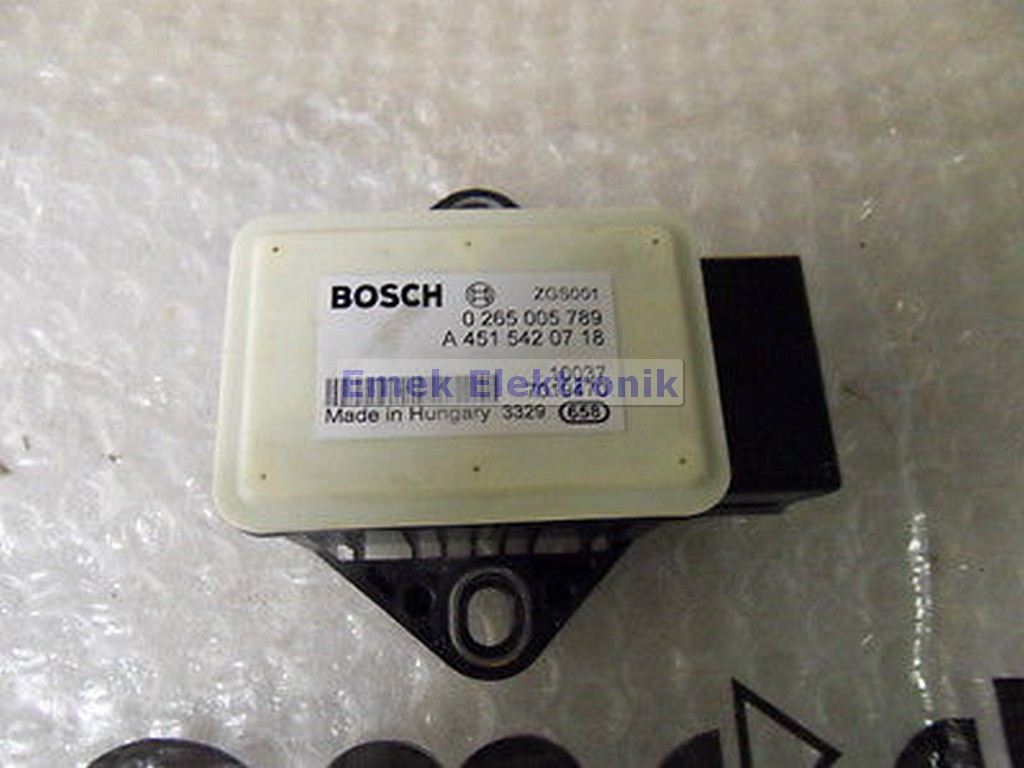 BOSCH ZGS001
0 265 005 789
A 451 542 07 18
10037
Emek Elektronik
Made in Hungary 3329 658